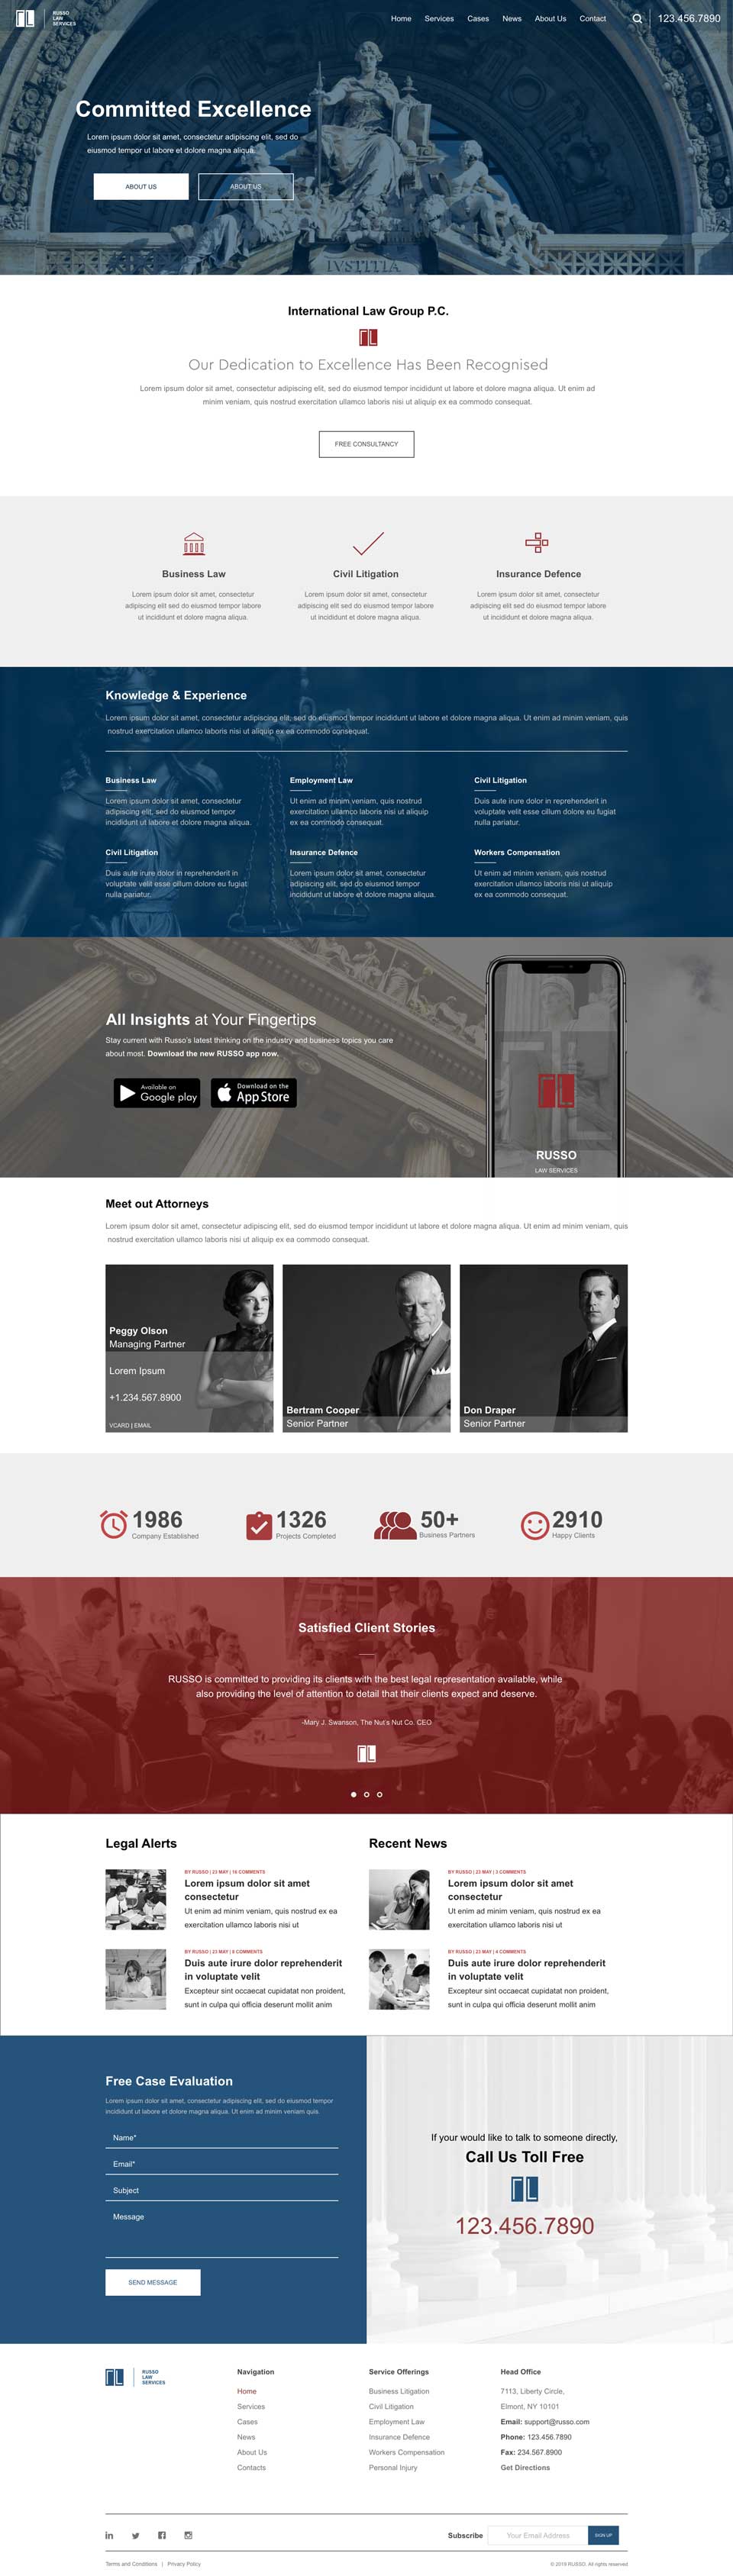 RUSSO
LAW
SERVICES
Home Services Cases News About Us Contact
123.456.7890
Committed Excellence
Lorem ipsum dolor sit amet, consectetur adipiscing elit, sed do
eiusmod tempor ut labore et dolore magna aliqua.
ABOUT US
ABOUT US
IVSTITIA
International Law Group P.C.
Our Dedication to Excellence Has Been Recognised
Lorem ipsum dolor sit amet, consectetur adipiscing elit, sed do eiusmod tempor incididunt ut labore et dolore magna aliqua. Ut enim ad
minim veniam, quis nostrud exercitation ullamco laboris nisi ut aliquip ex ea commodo consequat.
FREE CONSULTANCY
Business Law
Lorem ipsum dolor sit amet, consectetur
adipiscing elit sed do eiusmod tempor labore
ut incididunt et dolore magna aliqua.
Civil Litigation
Lorem ipsum dolor sit amet, consectetur
adipiscing elit sed do eiusmod tempor labore
ut incididunt et dolore magna aliqua.
Insurance Defence
Lorem ipsum dolor sit amet, consectetur
adipiscing elit sed do eiusmod tempor labore
ut incididunt et dolore magna aliqua.
Knowledge & Experience
Lorem ipsum dolor sit amet, consectetur adipiscing elit, sed do eiusmod tempor incididunt ut labore et dolore magna aliqua. Ut enim ad minim veniam, quis
nostrud exercitation ullamco laboris nisi ut aliquip ex ea commodo consequat.
Business Law
Lorem ipsum dolor sit amet, consectetur
adipiscing elit, sed do eiusmod tempor
incididunt ut labore et dolore magna aliqua.
Employment Law
Ut enim ad minim veniam, quis nostrud
exercitation ullamco laboris nisi ut aliquip
ex ea commodo consequat.
Civil Litigation
Duis aute irure dolor in reprehenderit in
voluptate velit esse cillum dolore eu fugiat
nulla pariatur.
Civil Litigation
Duis aute irure dolor in reprehenderit in
voluptate velit esse cillum dolore eu fugiat
nulla pariatur.
Insurance Defence
Lorem ipsum dolor sit amet, consectetur
adipiscing elit, sed do eiusmod tempor
incididunt ut labore et dolore magna aliqua.
Workers Compensation
Ut enim ad minim veniam, quis nostrud
exercitation ullamco laboris nisi ut aliquip
ex ea commodo consequat.
All Insights at Your Fingertips
Stay current with Russo's latest thinking on the industry and business topics you care
about most. Download the new RUSSO app now.
Available on
Google play
Download on the
App Store
RUSSO
LAW SERVICES
Meet out Attorneys
Lorem ipsum dolor sit amet, consectetur adipiscing elit, sed do eiusmod tempor incididunt ut labore et dolore magna aliqua. Ut enim ad minim veniam, quis
nostrud exercitation ullamco laboris nisi ut aliquip ex ea commodo consequat.
Peggy Olson
Managing Partner
Lorem Ipsum
+1.234.567.8900
VCARD | EMAIL
Bertram Cooper
Senior Partner
Don Draper
Senior Partner
1986
Company Established
1326
Projects Completed
50+
Business Partners
2910
Happy Clients
Satisfied Client Stories
RUSSO is committed to providing its clients with the best legal representation available, while
also providing the level of attention to detail that their clients expect and deserve.
-Mary J. Swanson, The Nut's Nut Co. CEO
Legal Alerts
BY RUSSO | 23 MAY | 16 COMMENTS
Lorem ipsum dolor sit amet
consectetur
Ut enim ad minim veniam, quis nostrud ex ea
exercitation ullamco laboris nisi ut
BY RUSSO | 23 MAY | 8 COMMENTS
Duis aute irure dolor reprehenderit
in voluptate velit
Excepteur sint occaecat cupidatat non proident,
sunt in culpa qui officia deserunt mollit anim
Recent News
BY RUSSO | 23 MAY | 3 COMMENTS
Lorem ipsum dolor sit amet
consectetur
Ut enim ad minim veniam, quis nostrud ex ea
exercitation ullamco laboris nisi ut
BY RUSSO | 23 MAY | 4 COMMENTS
Duis aute irure dolor reprehenderit
in voluptate velit
Excepteur sint occaecat cupidatat non proident,
sunt in culpa qui officia deserunt mollit anim
Free Case Evaluation
Lorem ipsum dolor sit amet, consectetur adipiscing elit, sed do eiusmod tempor
incididunt ut labore et dolore magna aliqua. Ut enim ad minim veniam quis.
Name*
Email*
Subject
Message
SEND MESSAGE
If your would like to talk to someone directly,
Call Us Toll Free
123.456.7890
RUSSO
LAW
SERVICES
Navigation
Home
Services
Cases
News
About Us
Contacts
Service Offerings
Business Litigation
Civil Litigation
Employment Law
Insurance Defence
Workers Compensation
Personal Injury
Head Office
7113, Liberty Circle,
Elmont, NY 10101
Email: support@russo.com
Phone: 123.456.7890
Fax: 234.567.8900
Get Directions
Subscribe
Your Email Address
SIGN UP
Terms and Conditions | Privacy Policy
© 2019 RUSSO. All rights reserved